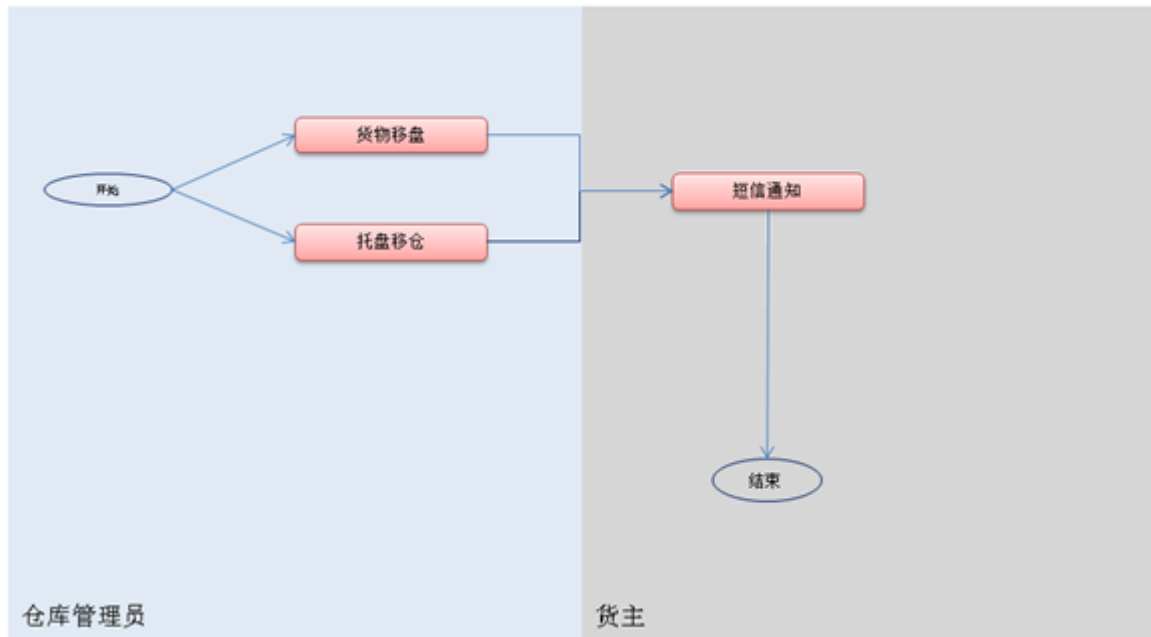 货物移盘
开始
短信通知
托盘移仓
结束
仓库管理员
货主